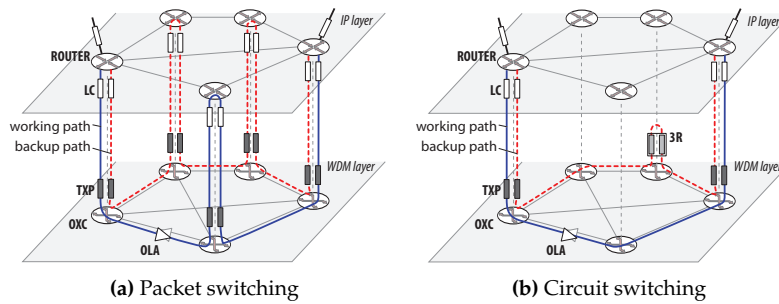 IP layer
ROUTER
LC
working path
backup path
WDM layer
TXP
OXC
OLA
(a) Packet switching
IP layer
ROUTER
LC
working path
backup path
3R
WDM layer
TXP
OXC
OLA
(b) Circuit switching